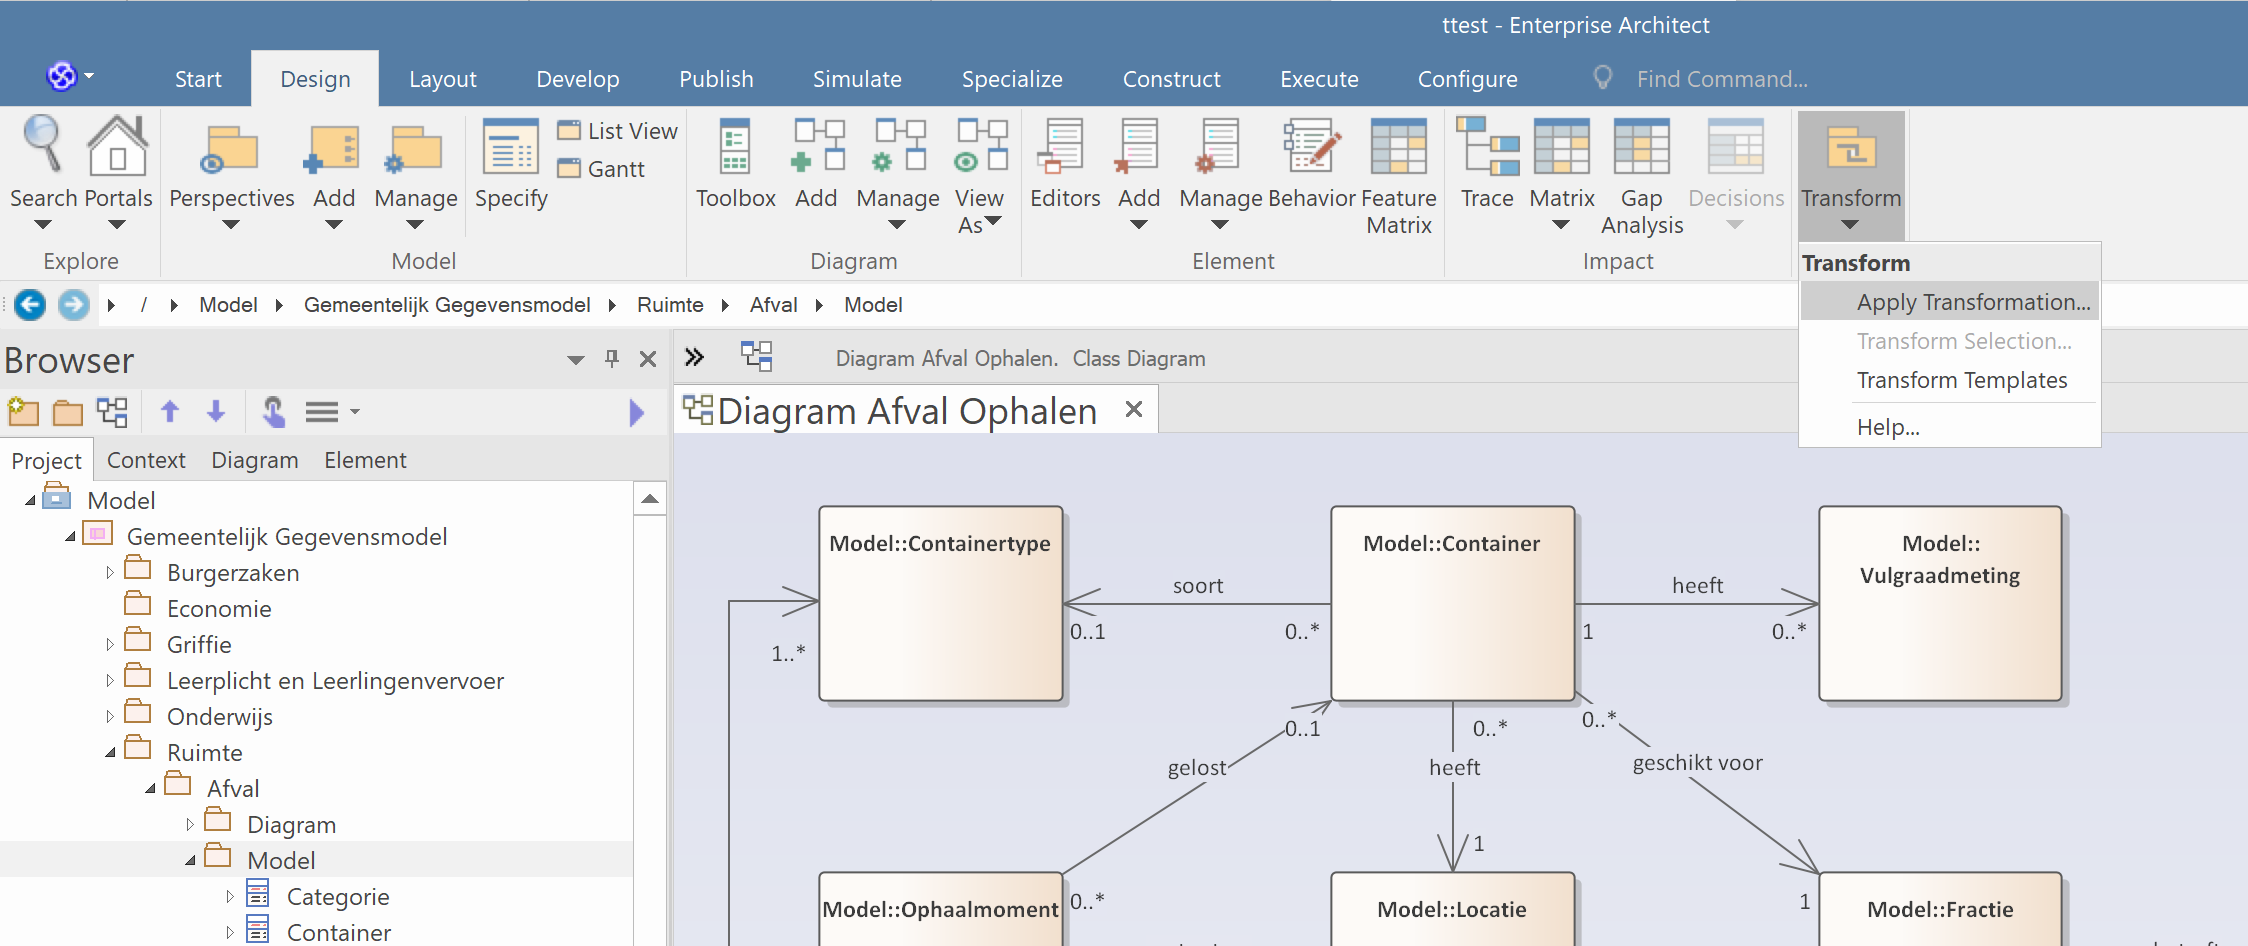 ttest - Enterprise Architect
Start Design Layout Develop Publish Simulate Specialize Construct Execute Configure Find Command...
List View
Gantt
Search Portals Perspectives Add Manage Specify Toolbox Add Manage View As Editors Add Manage Behavior Feature Matrix Trace Matrix Gap Analysis Decisions Transform
Explore Model Diagram Element Impact
Transform
Apply Transformation...
Transform Selection...
Transform Templates
Help...
/ Model Gemeentelijk Gegevensmodel Ruimte Afval Model
Browser
Project Context Diagram Element
Model
Gemeentelijk Gegevensmodel
Burgerzaken
Economie
Griffie
Leerplicht en Leerlingenvervoer
Onderwijs
Ruimte
Afval
Diagram
Model
Categorie
Container
Diagram Afval Ophalen. Class Diagram
Diagram Afval Ophalen
Model::Containertype
Model::Container
Model::
Vulgraadmeting
soort
heeft
0..1
0..*
1
0..*
1..*
0..1
0..*
0..*
gelost
heeft
geschikt voor
1
0..*
1
Model::Ophaalmoment
Model::Locatie
Model::Fractie